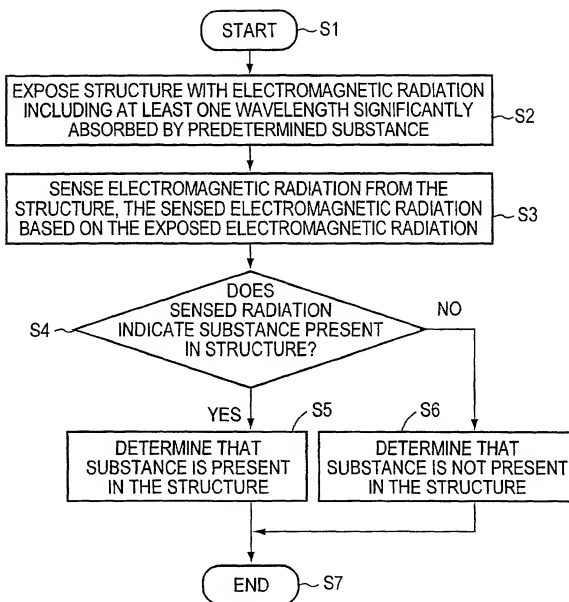 START
S1
EXPOSE STRUCTURE WITH ELECTROMAGNETIC RADIATION
INCLUDING AT LEAST ONE WAVELENGTH SIGNIFICANTLY
ABSORBED BY PREDETERMINED SUBSTANCE
S2
SENSE ELECTROMAGNETIC RADIATION FROM THE
STRUCTURE, THE SENSED ELECTROMAGNETIC RADIATION
BASED ON THE EXPOSED ELECTROMAGNETIC RADIATION
S3
DOES
SENSED RADIATION
INDICATE SUBSTANCE PRESENT
IN STRUCTURE?
S4
NO
YES
S5
DETERMINE THAT
SUBSTANCE IS PRESENT
IN THE STRUCTURE
S6
DETERMINE THAT
SUBSTANCE IS NOT PRESENT
IN THE STRUCTURE
END
S7